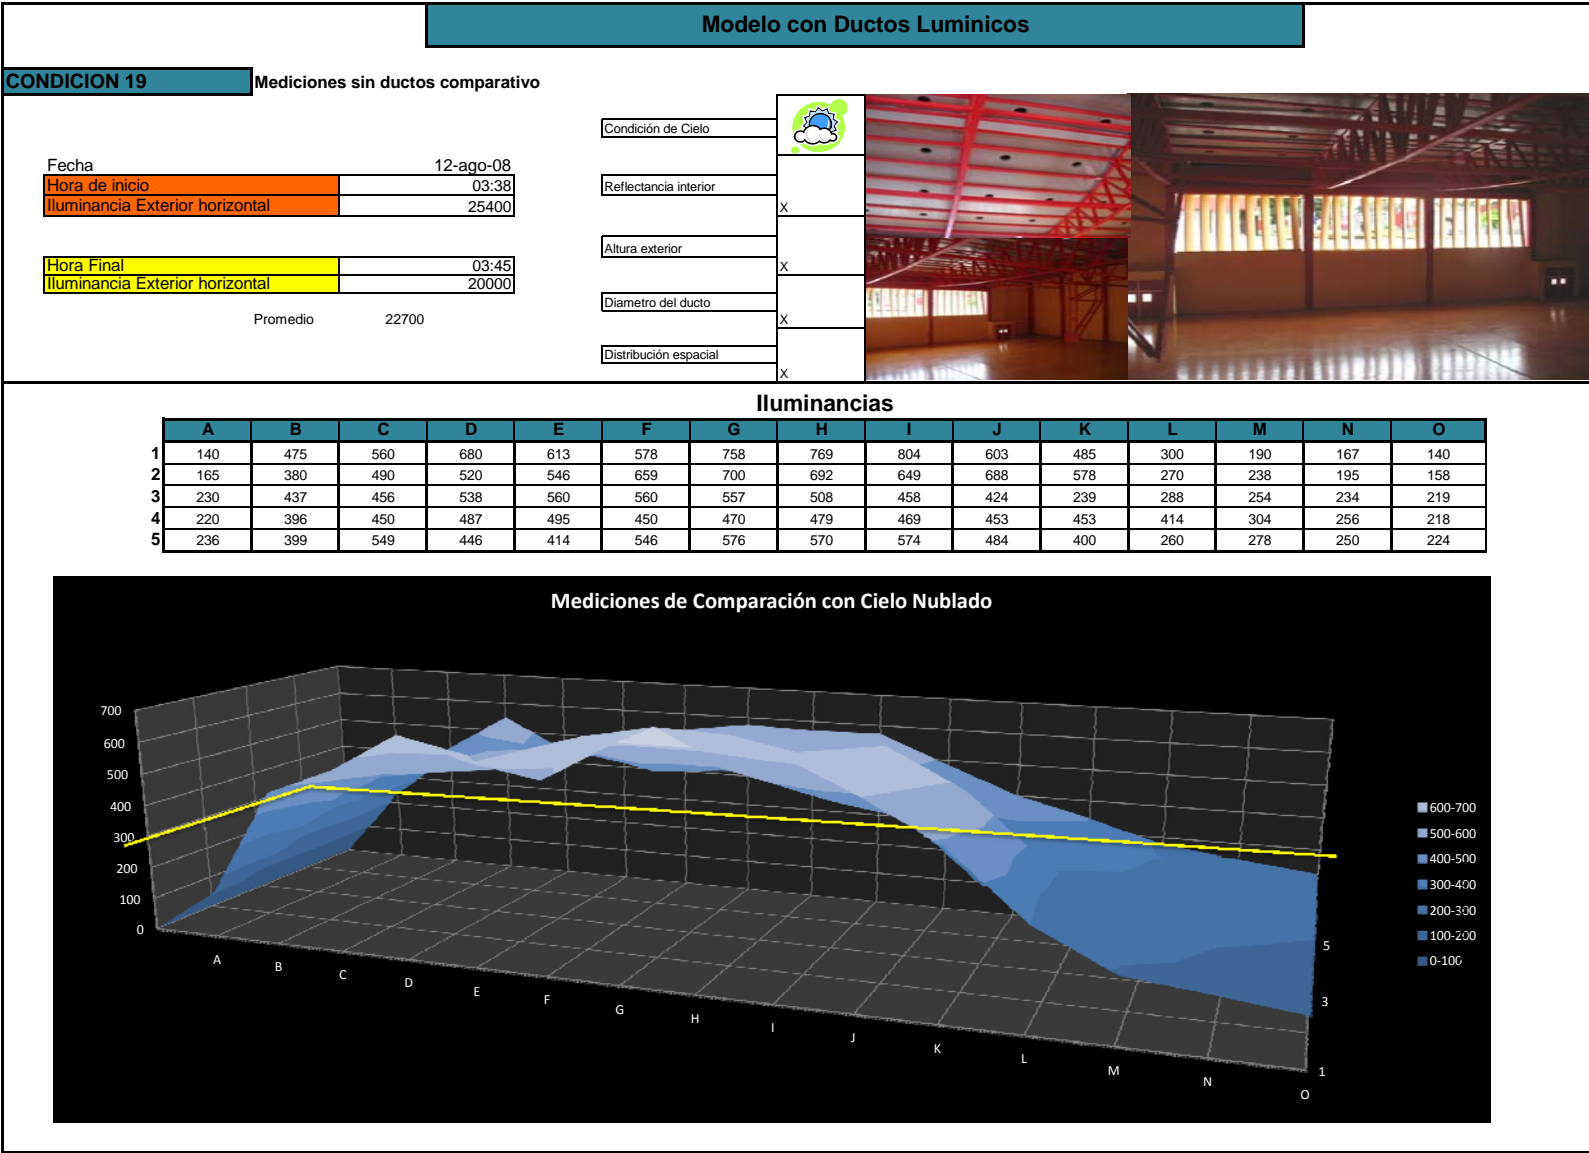 Modelo con Ductos Luminicos
CONDICION 19 Mediciones sin ductos comparativo
Condición de Cielo
Fecha 12-ago-08
Hora de inicio 03:38
Iluminancia Exterior horizontal 25400
Reflectancia interior X
Altura exterior X
Hora Final 03:45
Iluminancia Exterior horizontal 20000
Diametro del ducto X
Promedio 22700
Distribución espacial X
Iluminancias
A B C D E F G H I J K L M N O
1 140 475 560 680 613 578 758 769 804 603 485 300 190 167 140
2 165 380 490 520 546 659 700 692 649 688 578 270 238 195 158
3 230 437 456 538 560 560 557 508 458 424 239 288 254 234 219
4 220 396 450 487 495 450 470 479 469 453 453 414 304 256 218
5 236 399 549 446 414 546 576 570 574 484 400 260 278 250 224
Mediciones de Comparación con Cielo Nublado
700
600
500
400
300
200
100
0
A B C D E F G H I J K L M N O
5
3
1
600-700
500-600
400-500
300-400
200-300
100-200
0-100